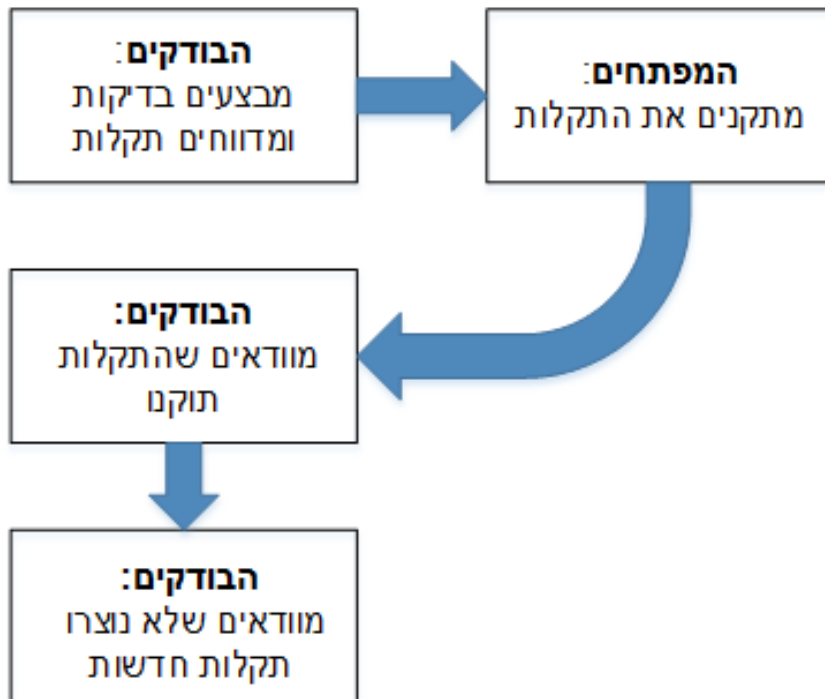 הבודקים:
מבצעים בדיקות
ומדווחים תקלות
המפתחים:
מתקנים את התקלות
הבודקים:
מוודאים שהתקלות
תוקנו
הבודקים:
מוודאים שלא נוצרו
תקלות חדשות